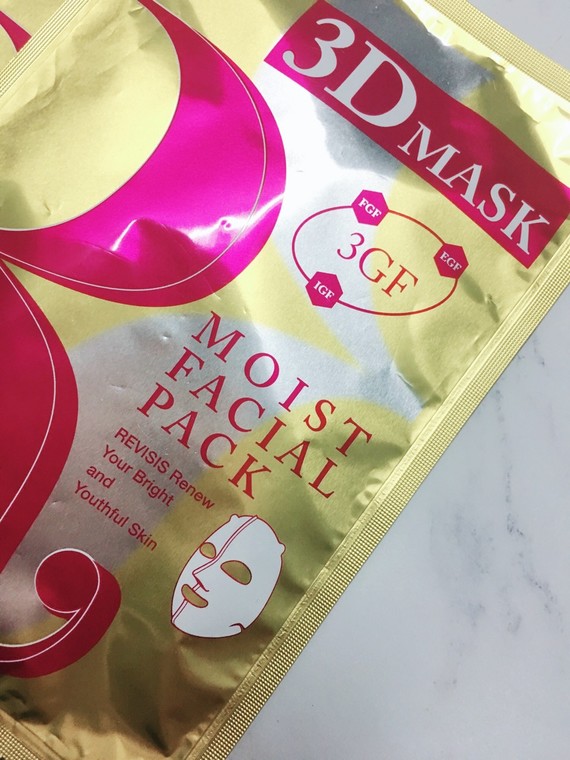 3D MASK
FGF
EGF
3GF
IGF
MOIST
FACIAL
PACK
REVISIS Renew
Your Bright
and
Youthful Skin